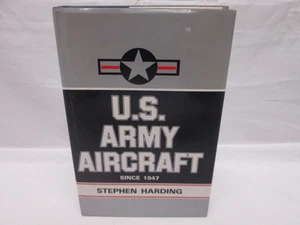 U.S.
ARMY
AIRCRAFT
SINCE 1947
STEPHEN HARDING